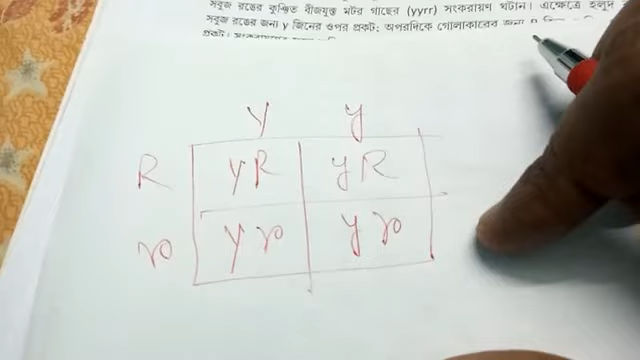 সবুজ রঙের কুঞ্চিত বীজযুক্ত মটর গাছের (yyrr) সংকরায়ণ ঘটান। এক্ষেত্রে হলুদ
সবুজ রঙের জন্য y জিনের ওপর প্রকট; অপরদিকে গোলাকারের জন্য R
প্রকট।
Y y
R YR yR
r Yr yr